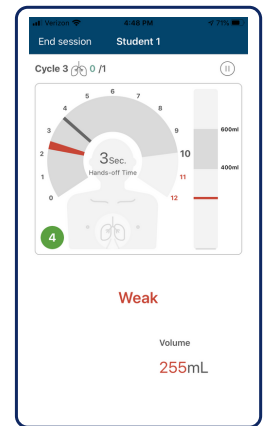 Verizon 4:48 PM 71%
End session Student 1
Cycle 3 0 /1
0
1
2
3
4
5
6
7
8
9
10
11
12
3Sec.
Hands-off Time
600ml
400ml
4
Weak
Volume
255mL